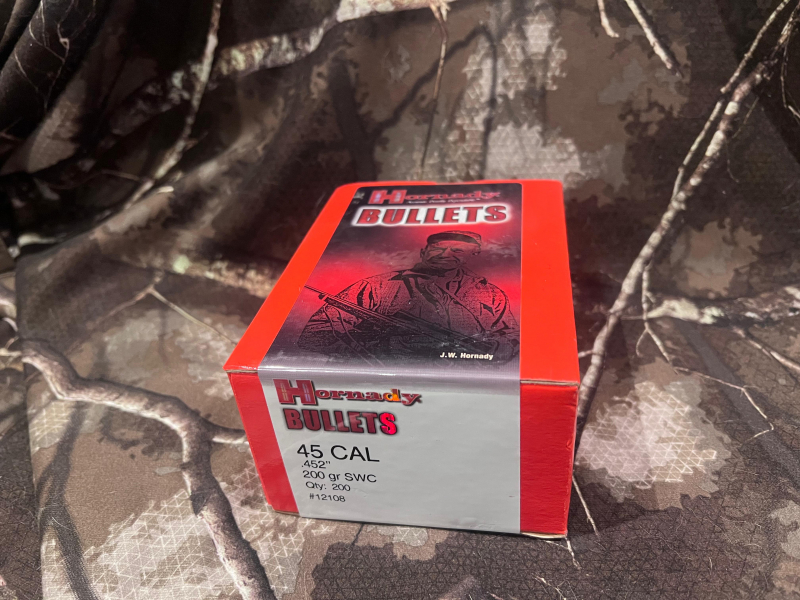 Hornady
BULLETS
J.W. Hornady
Hornady
BULLETS
45 CAL
.452"
200 gr SWC
Qty: 200
#12108